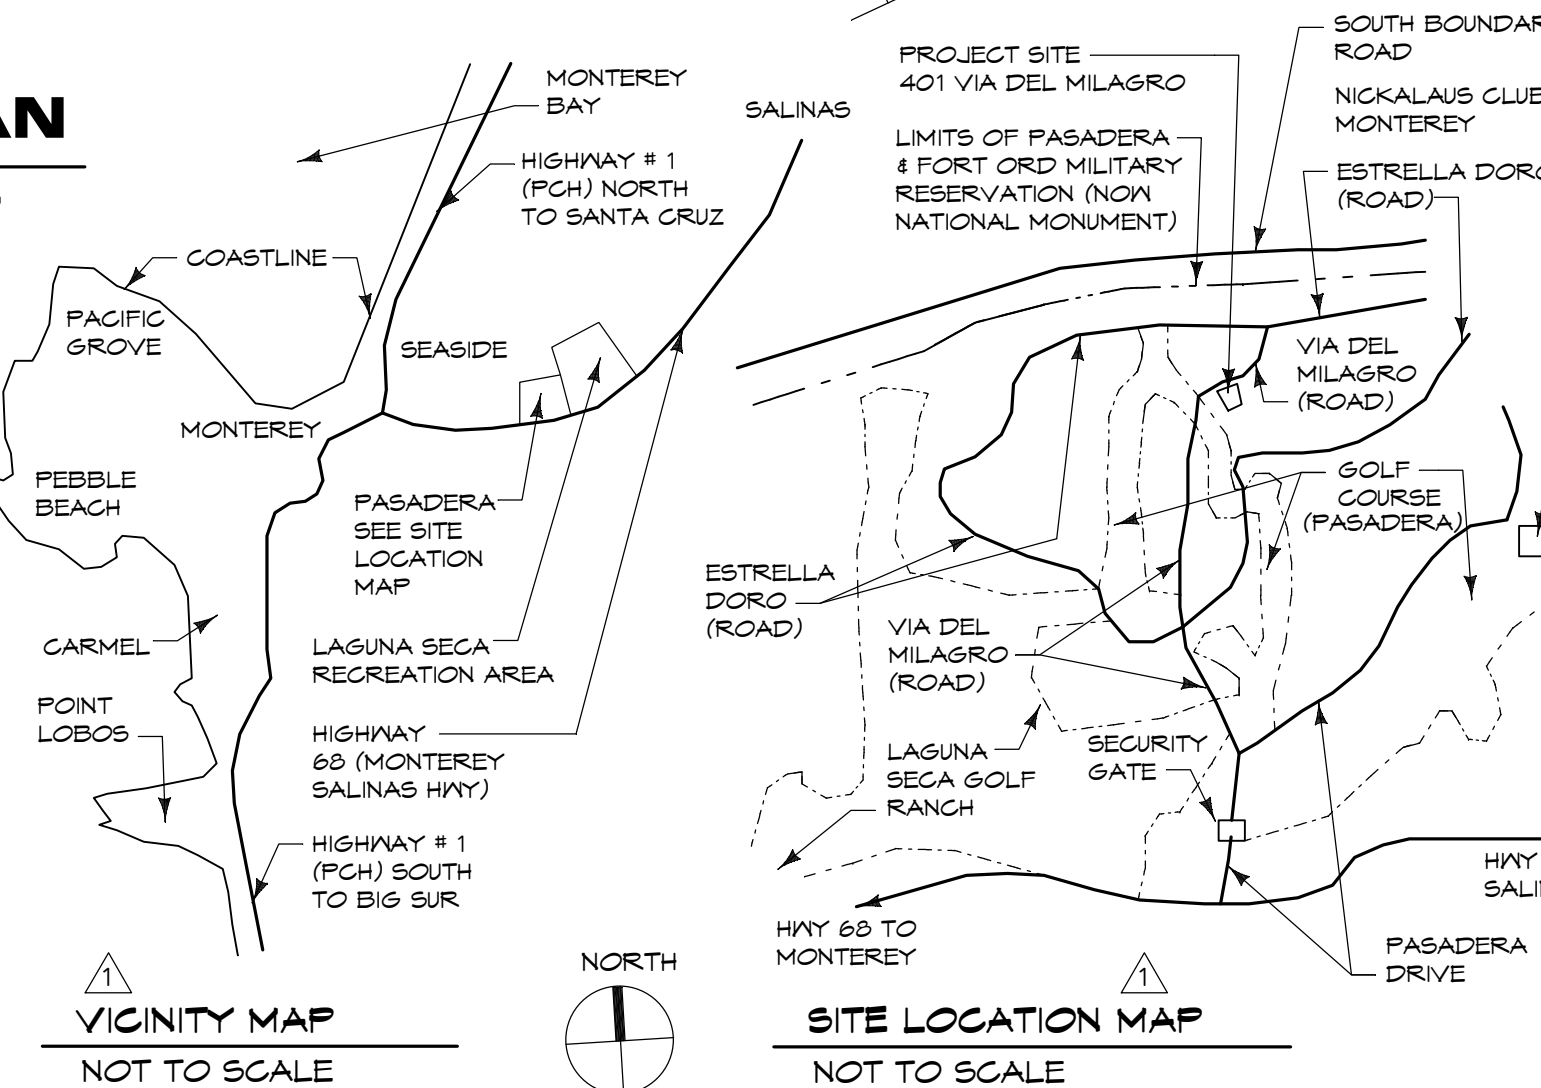 AN
MONTEREY
BAY
SALINAS
HIGHWAY # 1
(PCH) NORTH
TO SANTA CRUZ
COASTLINE
PACIFIC
GROVE
SEASIDE
MONTEREY
PEBBLE
BEACH
PASADERA
SEE SITE
LOCATION
MAP
CARMEL
LAGUNA SECA
RECREATION AREA
POINT
LOBOS
HIGHWAY
68 (MONTEREY
SALINAS HWY)
HIGHWAY # 1
(PCH) SOUTH
TO BIG SUR
1
VICINITY MAP
NOT TO SCALE
NORTH
PROJECT SITE
401 VIA DEL MILAGRO
LIMITS OF PASADERA
& FORT ORD MILITARY
RESERVATION (NOW
NATIONAL MONUMENT)
SOUTH BOUNDAR
ROAD
NICKALAUS CLUB
MONTEREY
ESTRELLA DORO
(ROAD)
VIA DEL
MILAGRO
(ROAD)
GOLF
COURSE
(PASADERA)
ESTRELLA
DORO
(ROAD)
VIA DEL
MILAGRO
(ROAD)
LAGUNA
SECA GOLF
RANCH
SECURITY
GATE
HWY
SALI
HWY 68 TO
MONTEREY
PASADERA
DRIVE
1
SITE LOCATION MAP
NOT TO SCALE